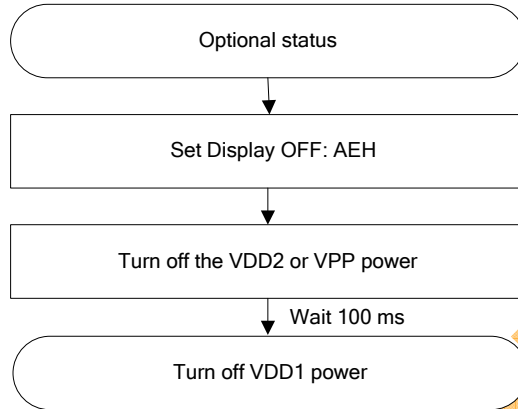 Optional status
Set Display OFF: AEH
Turn off the VDD2 or VPP power
Wait 100 ms
Turn off VDD1 power